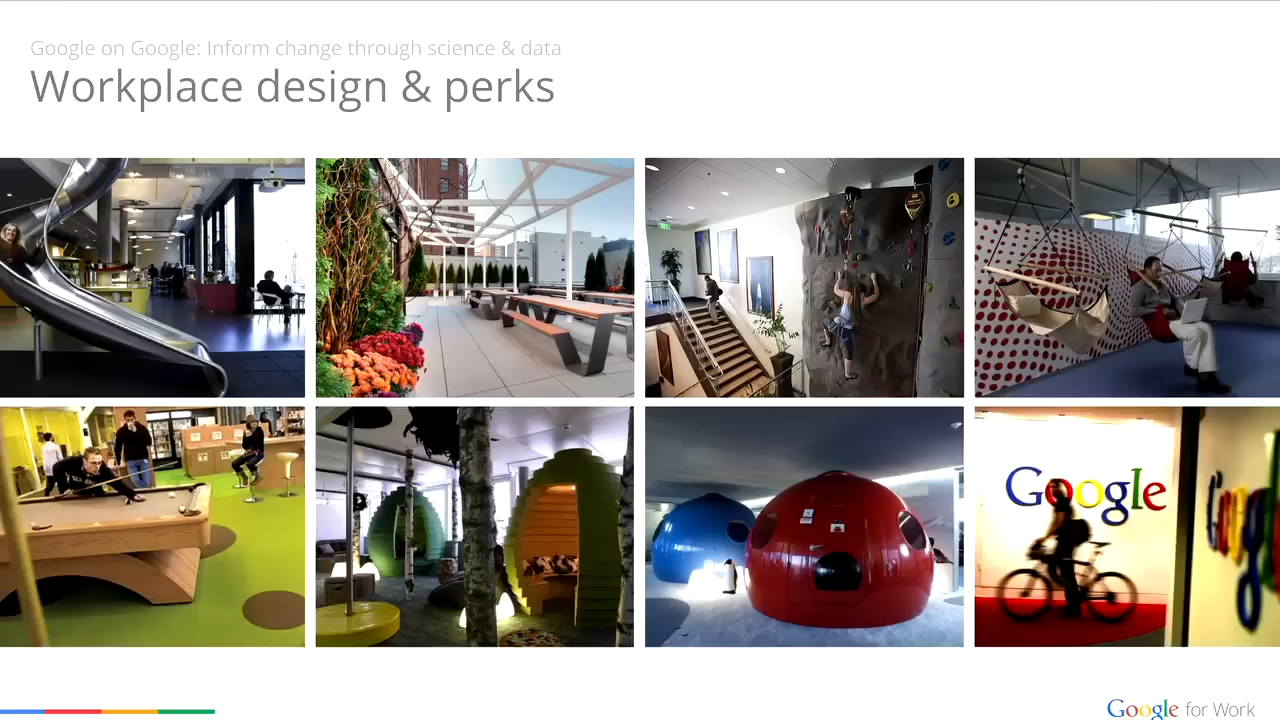 Google on Google: Inform change through science & data
Workplace design & perks
Google
Google for Work